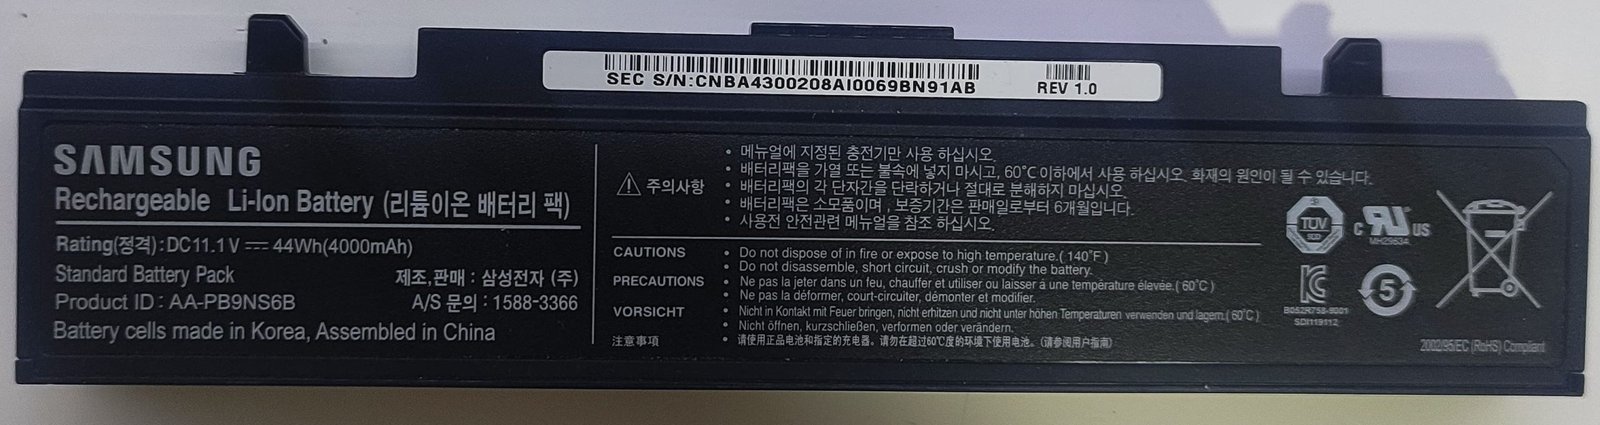 SEC S/N:CNBA4300208AI0069BN91AB
REV 1.0
SAMSUNG
Rechargeable Li-Ion Battery (리튬이온 배터리 팩)
Rating(정격) : DC11.1V ⎓ 44Wh(4000mAh)
Standard Battery Pack
제조,판매 : 삼성전자 (주)
Product ID : AA-PB9NS6B
A/S 문의 : 1588-3366
Battery cells made in Korea, Assembled in China
주의사항
• 메뉴얼에 지정된 충전기만 사용 하십시오.
• 배터리팩을 가열 또는 불속에 넣지 마시고, 60°C 이하에서 사용 하십시오. 화재의 원인이 될 수 있습니다.
• 배터리팩의 각 단자간을 단락하거나 절대로 분해하지 마십시오.
• 배터리팩은 소모품이며, 보증기간은 판매일로부터 6개월입니다.
• 사용전 안전관련 메뉴얼을 참조 하십시오.
CAUTIONS
• Do not dispose of in fire or expose to high temperature.( 140°F )
• Do not disassemble, short circuit, crush or modify the battery.
PRECAUTIONS
• Ne pas la jeter dans un feu, chauffer et utiliser ou laisser à une température élevée.( 60°C )
• Ne pas la déformer, court-circuiter, démonter et modifier.
VORSICHT
• Nicht in Kontakt mit Feuer bringen, nicht erhitzen und nicht unter höhen Temperaturen verwenden und lagern.( 60°C )
• Nicht öffnen, kurzschließen, verformen oder verändern.
注意事項
• 请使用正品电池和指定的充电器。请勿在超过60℃度的环境下使用电池。(请参阅用户指南)
TÜV
SÜD
c RU US
MH29634
B052R758-9001
SDI119112
5
2002/95/EC (RoHS) Compliant